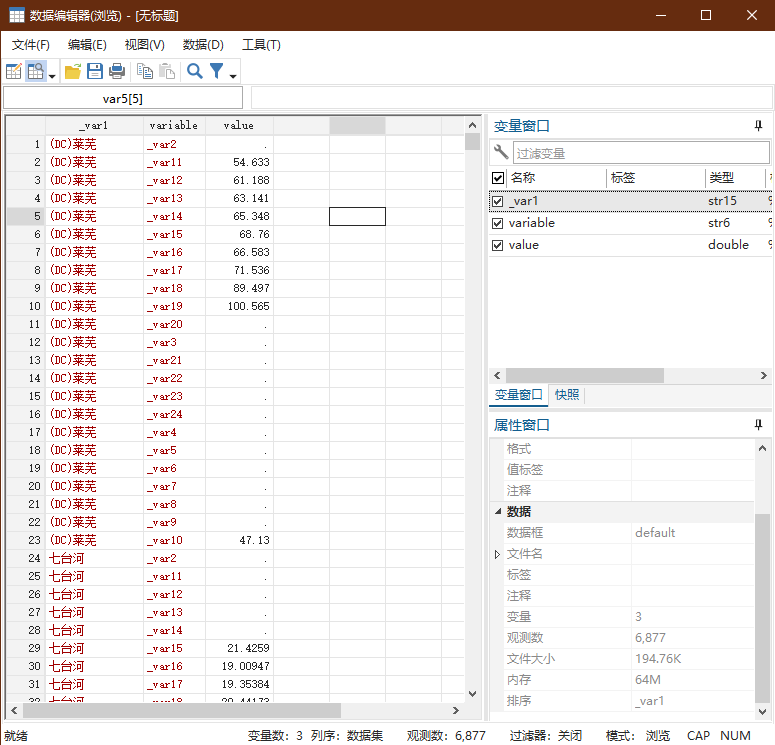 数据编辑器(浏览) - [无标题]
文件(F) 编辑(E) 视图(V) 数据(D) 工具(T)
var5[5]
_var1 variable value
1 (DC)莱芜 _var2 .
2 (DC)莱芜 _var11 54.633
3 (DC)莱芜 _var12 61.188
4 (DC)莱芜 _var13 63.141
5 (DC)莱芜 _var14 65.348
6 (DC)莱芜 _var15 68.76
7 (DC)莱芜 _var16 66.583
8 (DC)莱芜 _var17 71.536
9 (DC)莱芜 _var18 89.497
10 (DC)莱芜 _var19 100.565
11 (DC)莱芜 _var20 .
12 (DC)莱芜 _var3 .
13 (DC)莱芜 _var21 .
14 (DC)莱芜 _var22 .
15 (DC)莱芜 _var23 .
16 (DC)莱芜 _var24 .
17 (DC)莱芜 _var4 .
18 (DC)莱芜 _var5 .
19 (DC)莱芜 _var6 .
20 (DC)莱芜 _var7 .
21 (DC)莱芜 _var8 .
22 (DC)莱芜 _var9 .
23 (DC)莱芜 _var10 47.13
24 七台河 _var2 .
25 七台河 _var11 .
26 七台河 _var12 .
27 七台河 _var13 .
28 七台河 _var14 .
29 七台河 _var15 21.4259
30 七台河 _var16 19.00947
31 七台河 _var17 19.35384
32 七台河 _var18 20.44173
变量窗口
过滤变量
名称 标签 类型
_var1 str15
variable str6
value double
变量窗口 快照
属性窗口
格式
值标签
注释
数据
数据框 default
文件名
标签
注释
变量 3
观测数 6,877
文件大小 194.76K
内存 64M
排序 _var1
就绪 变量数: 3 列序: 数据集 观测数: 6,877 过滤器: 关闭 模式: 浏览 CAP NUM